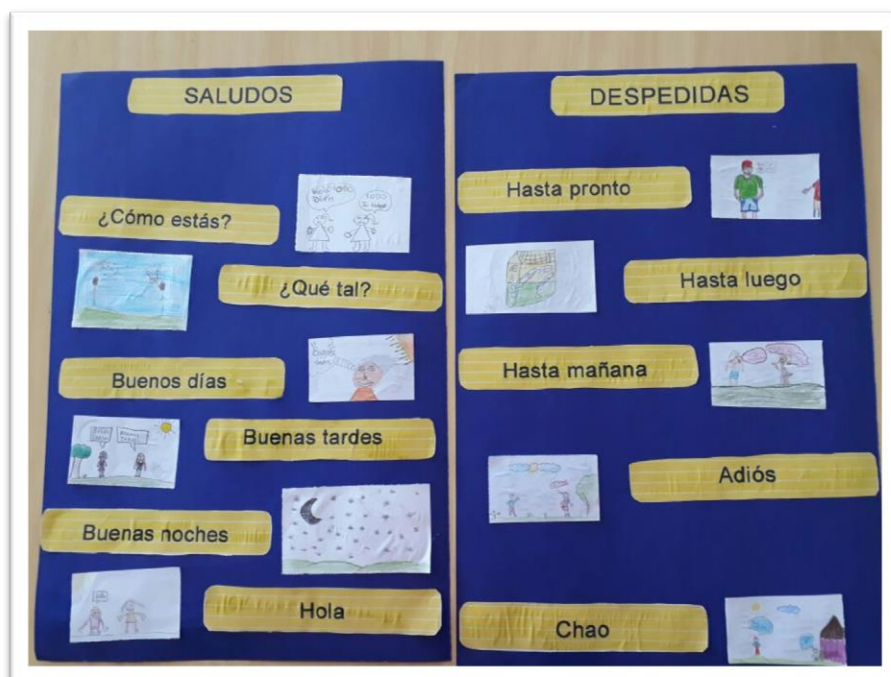 SALUDOS
¿Cómo estás?
¿Qué tal?
Buenos días
Buenas tardes
Buenas noches
Hola
DESPEDIDAS
Hasta pronto
Hasta luego
Hasta mañana
Adiós
Chao